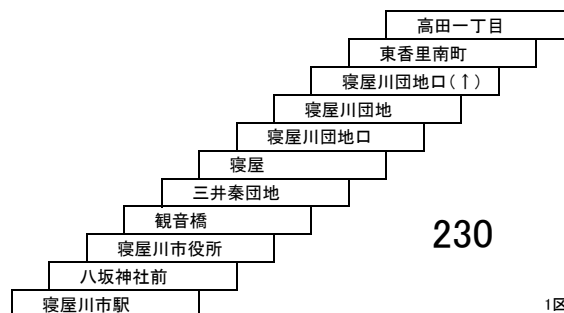 高田一丁目
東香里南町
寝屋川団地口(↑)
寝屋川団地
寝屋川団地口
寝屋
三井秦団地
観音橋
寝屋川市役所
230
八坂神社前
寝屋川市駅
1区